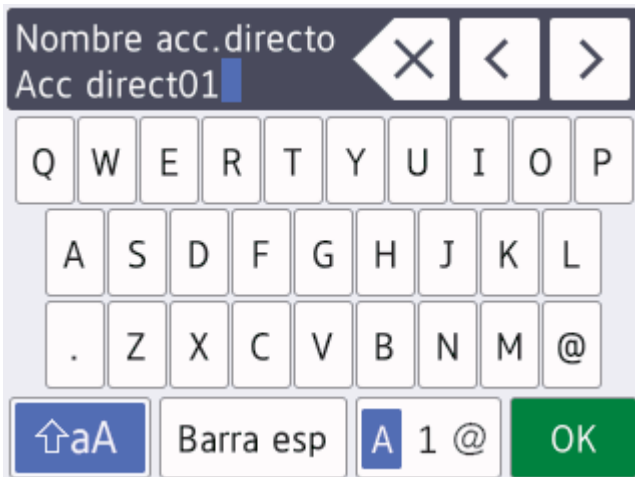 Nombre acc.directo
Acc direct01
Q W E R T Y U I O P
A S D F G H J K L
. Z X C V B N M @
aA Barra esp A 1 @ OK